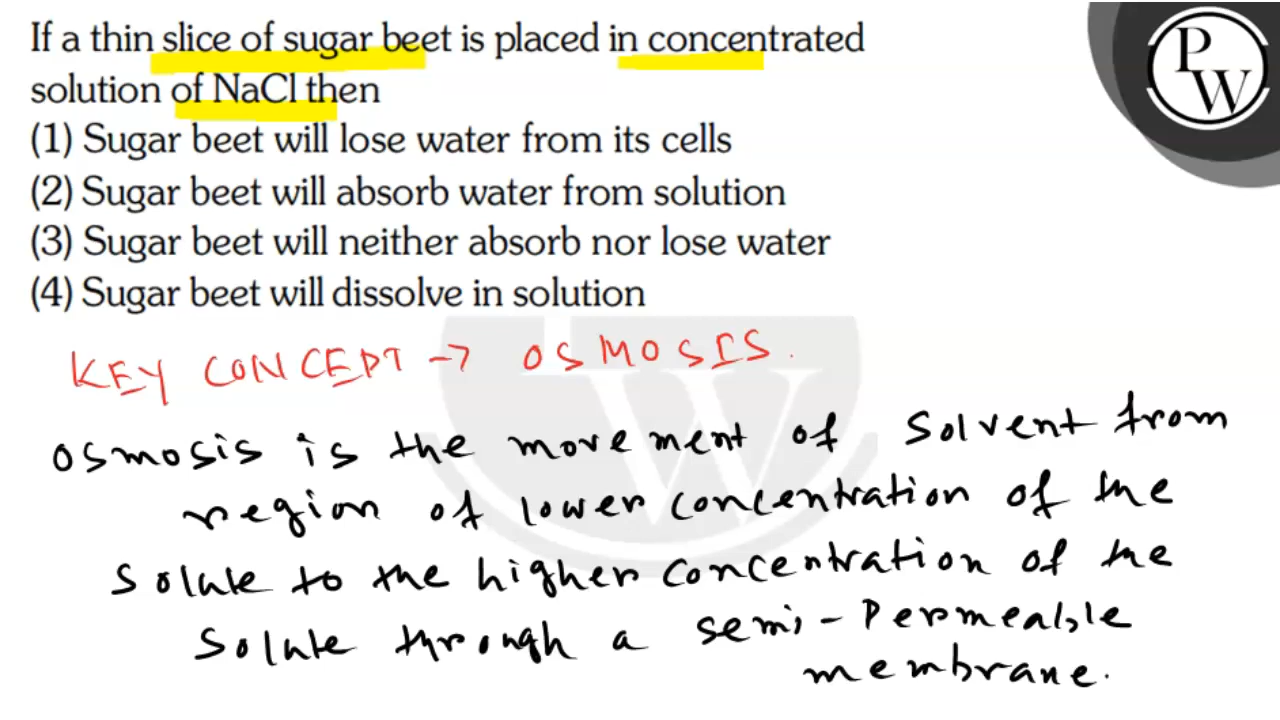 If a thin slice of sugar beet is placed in concentrated
solution of NaCl then
(1) Sugar beet will lose water from its cells
(2) Sugar beet will absorb water from solution
(3) Sugar beet will neither absorb nor lose water
(4) Sugar beet will dissolve in solution
PW
KEY CONCEPT → OSMOSIS.
Osmosis is the movement of Solvent from
region of lower concentration of the
Solute to the higher concentration of the
Solute through a semi-Permeable
membrane.